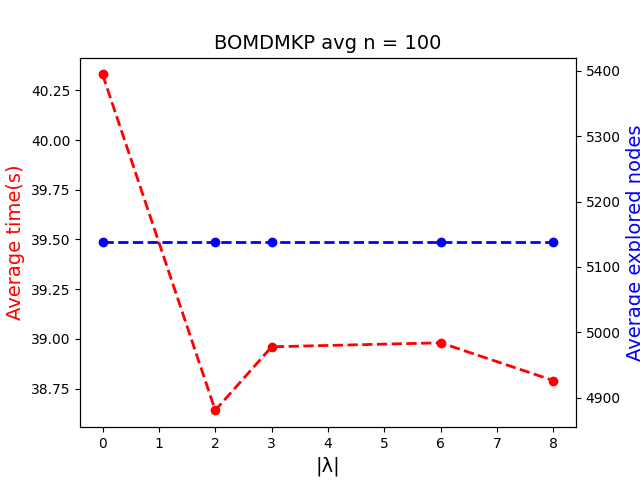 BOMDMKP avg n = 100
Average time(s)
40.25
40.00
39.75
39.50
39.25
39.00
38.75
5400
5300
5200
5100
5000
4900
Average explored nodes
0 1 2 3 4 5 6 7 8
|λ|